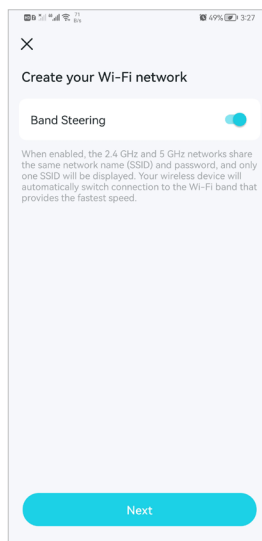 71
B/s
49%
3:27
Create your Wi-Fi network
Band Steering
When enabled, the 2.4 GHz and 5 GHz networks share
the same network name (SSID) and password, and only
one SSID will be displayed. Your wireless device will
automatically switch connection to the Wi-Fi band that
provides the fastest speed.
Next